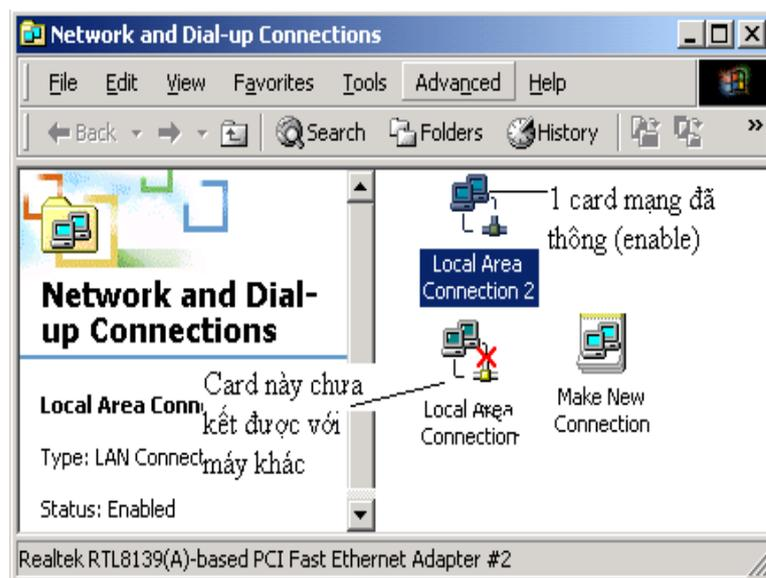 Network and Dial-up Connections
File Edit View Favorites Tools Advanced Help
Back Search Folders History »
Network and Dial-
up Connections
Local Area Conn
Type: LAN Connect
Status: Enabled
Local Area
Connection 2
1 card mạng đã
thông (enable)
Card này chưa
kết được với
máy khác
Local Area
Connection
Make New
Connection
Realtek RTL8139(A)-based PCI Fast Ethernet Adapter #2